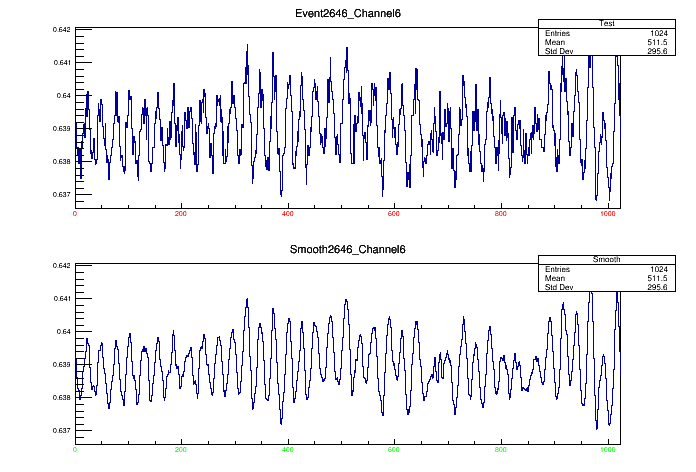 Event2646_Channel6
Test
Entries 1024
Mean 511.5
Std Dev 295.6
0.642
0.641
0.64
0.639
0.638
0.637
0 200 400 600 800 1000
Smooth2646_Channel6
Smooth
Entries 1024
Mean 511.5
Std Dev 295.6
0.642
0.641
0.64
0.639
0.638
0.637
0 200 400 600 800 1000